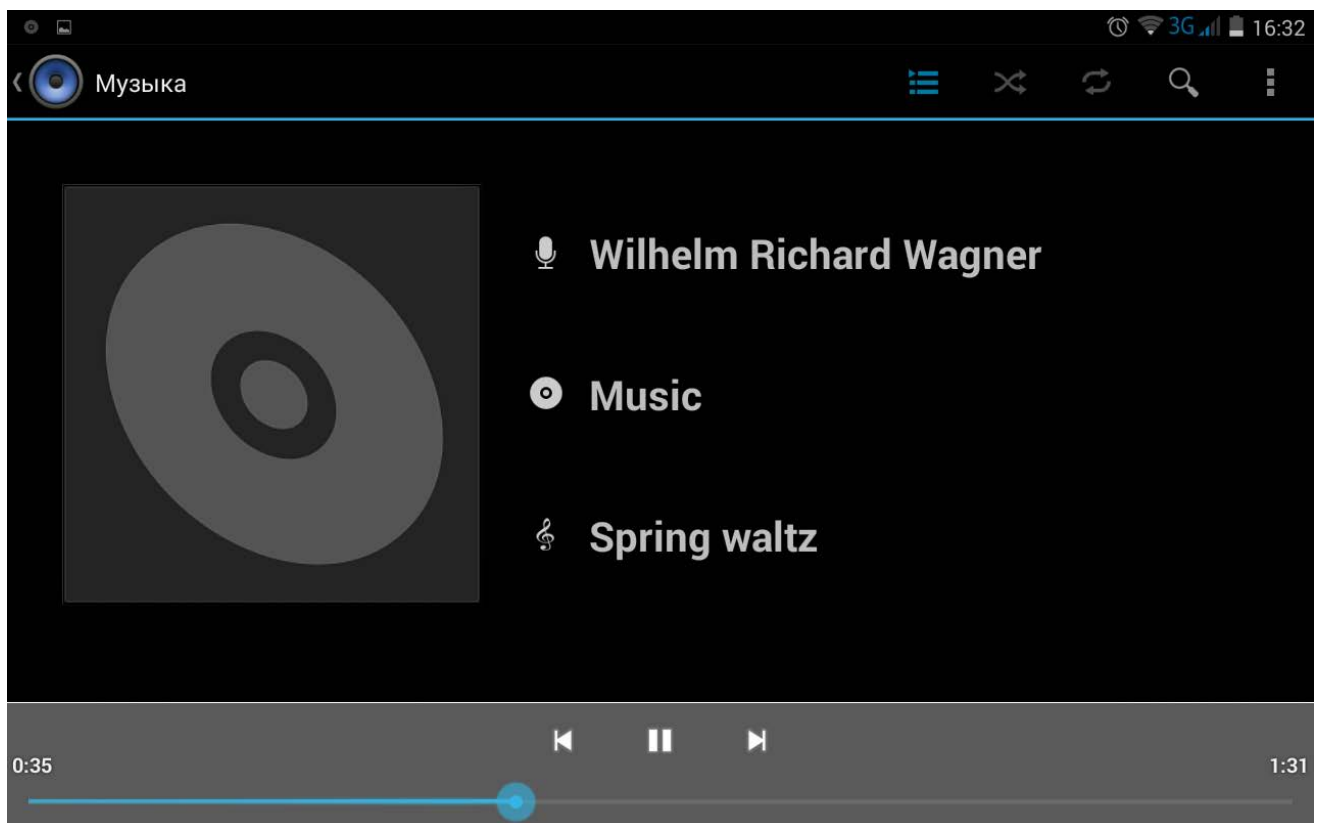 3G 16:32
Музыка
Wilhelm Richard Wagner
Music
Spring waltz
0:35 1:31